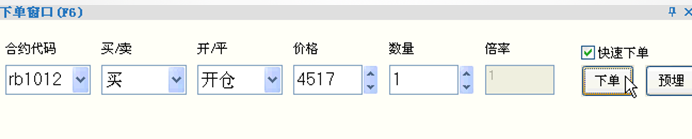 下单窗口(F6)
合约代码 买/卖 开/平 价格 数量 倍率 快速下单
rb1012 买 开仓 4517 1 1 下单 预埋